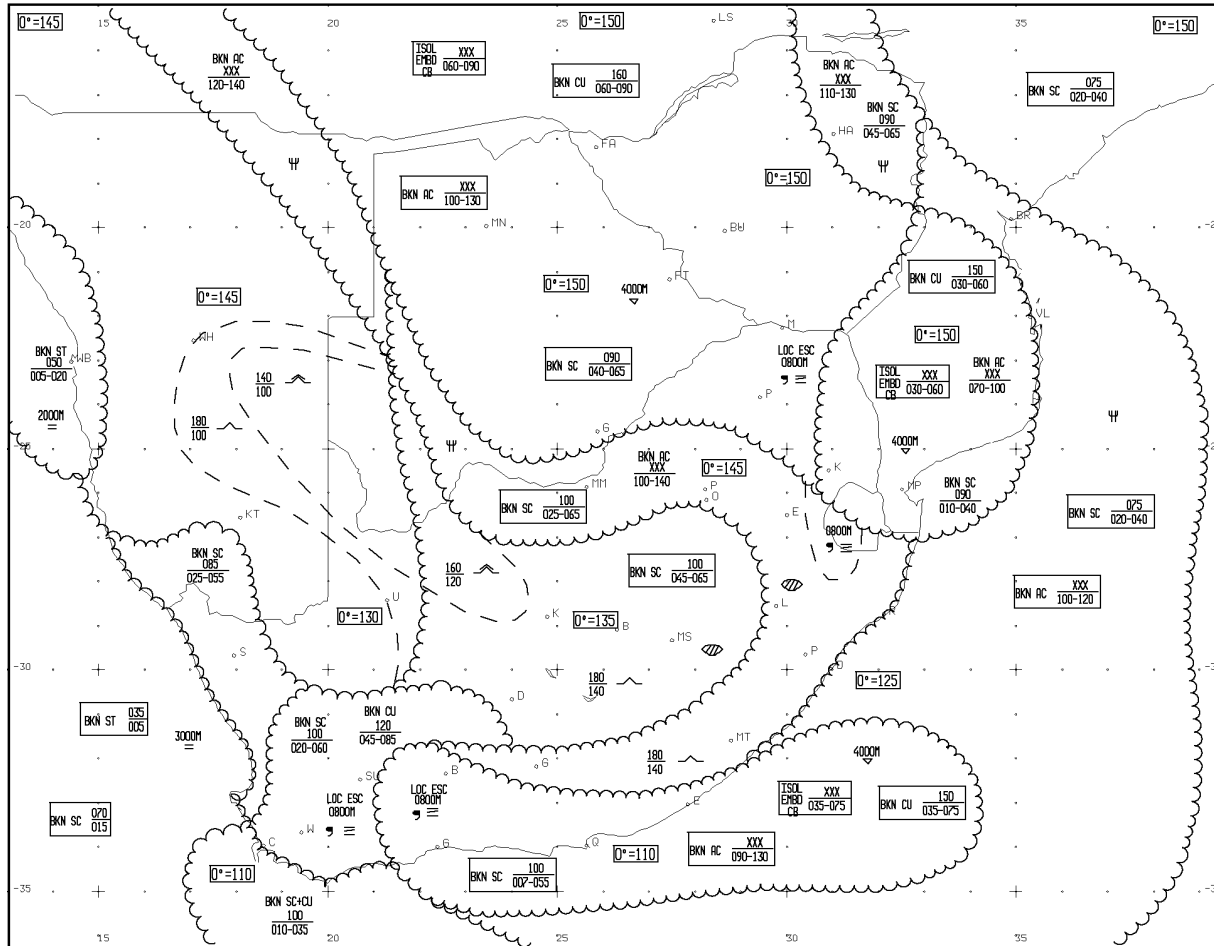 15
20
25
30
35
0°=145
0°=150
LS
0°=150
BKN AC
XXX
120-140
ISOL
EMBD
CB
XXX
060-090
BKN CU
160
060-090
BKN AC
XXX
110-130
BKN SC
090
045-065
BKN SC
075
020-040
HA
FA
BKN AC
XXX
100-130
0°=150
-20
MN
BW
BR
-2
BKN CU
150
030-060
0°=145
0°=150
4000M
FT
WH
M
VL
0°=150
WB
BKN ST
050
005-020
2000M
140
100
180
100
BKN SC
090
040-065
LOC ESC
0800M
P
ISOL
EMBD
CB
XXX
030-060
BKN AC
XXX
070-100
-25
G
4000M
-2
BKN AC
XXX
100-140
0°=145
K
MM
P
O
MP
BKN SC
090
010-040
KT
BKN SC
100
025-065
E
BKN SC
075
020-040
BKN SC
085
025-055
0800M
160
120
BKN SC
100
045-065
BKN AC
XXX
100-120
U
0°=130
K
0°=135
B
L
MS
-30
S
P
D
-3
180
140
0°=125
D
BKN ST
035
005
3000M
BKN SC
100
020-060
BKN CU
120
045-085
MT
180
140
4000M
SU
B
G
LOC ESC
0800M
LOC ESC
0800M
ISOL
EMBD
CB
XXX
035-075
BKN CU
150
035-075
E
BKN SC
070
015
W
C
G
Q
0°=110
BKN AC
XXX
090-130
0°=110
BKN SC
100
007-055
-35
-3
BKN SC+CU
100
010-035
15
20
25
30
35